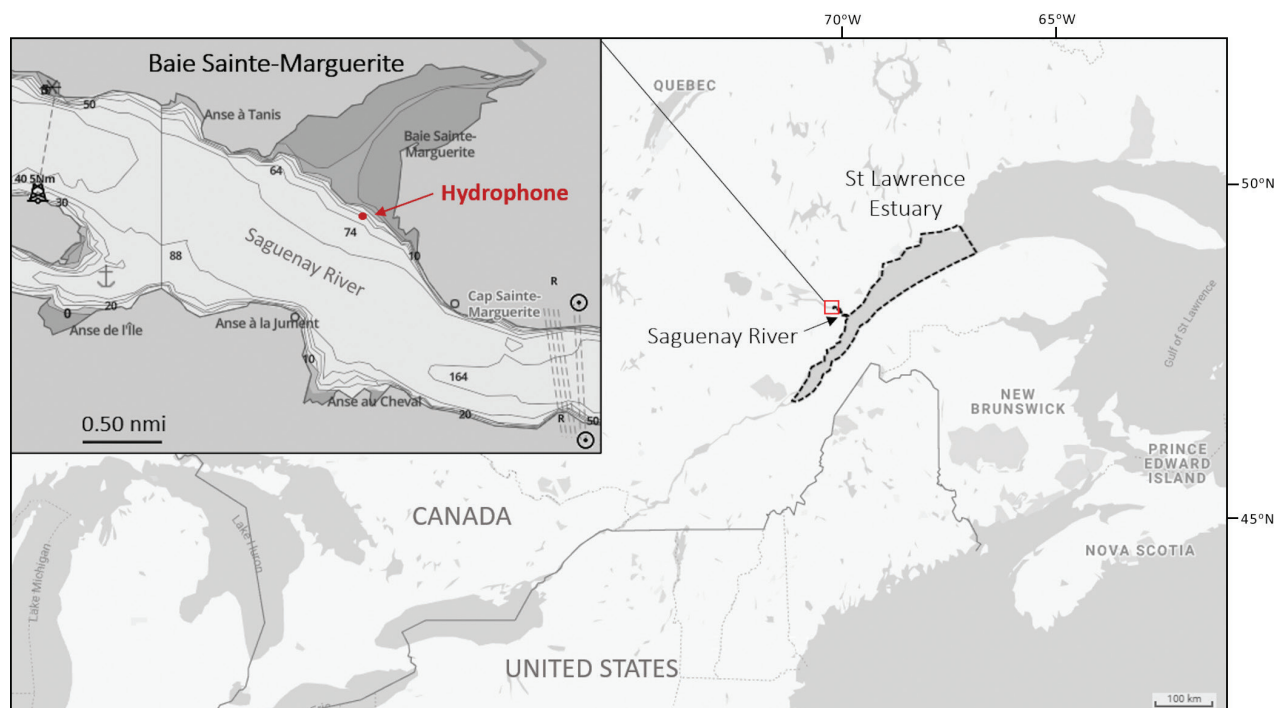 70°W
65°W
Baie Sainte-Marguerite
50
Anse à Tanis
Baie Sainte-
Marguerite
64
40 5Nm
30
Hydrophone
74
Saguenay River
10
88
R
Cap Sainte-
Marguerite
20
0
Anse de l'Île
Anse à la Jument
10
164
Anse au Cheval
20
R
50
0.50 nmi
QUEBEC
St Lawrence
Estuary
50°N
Saguenay River
Gulf of St Lawrence
NEW
BRUNSWICK
PRINCE
EDWARD
ISLAND
CANADA
45°N
NOVA SCOTIA
Lake Huron
Lake Michigan
UNITED STATES
100 km